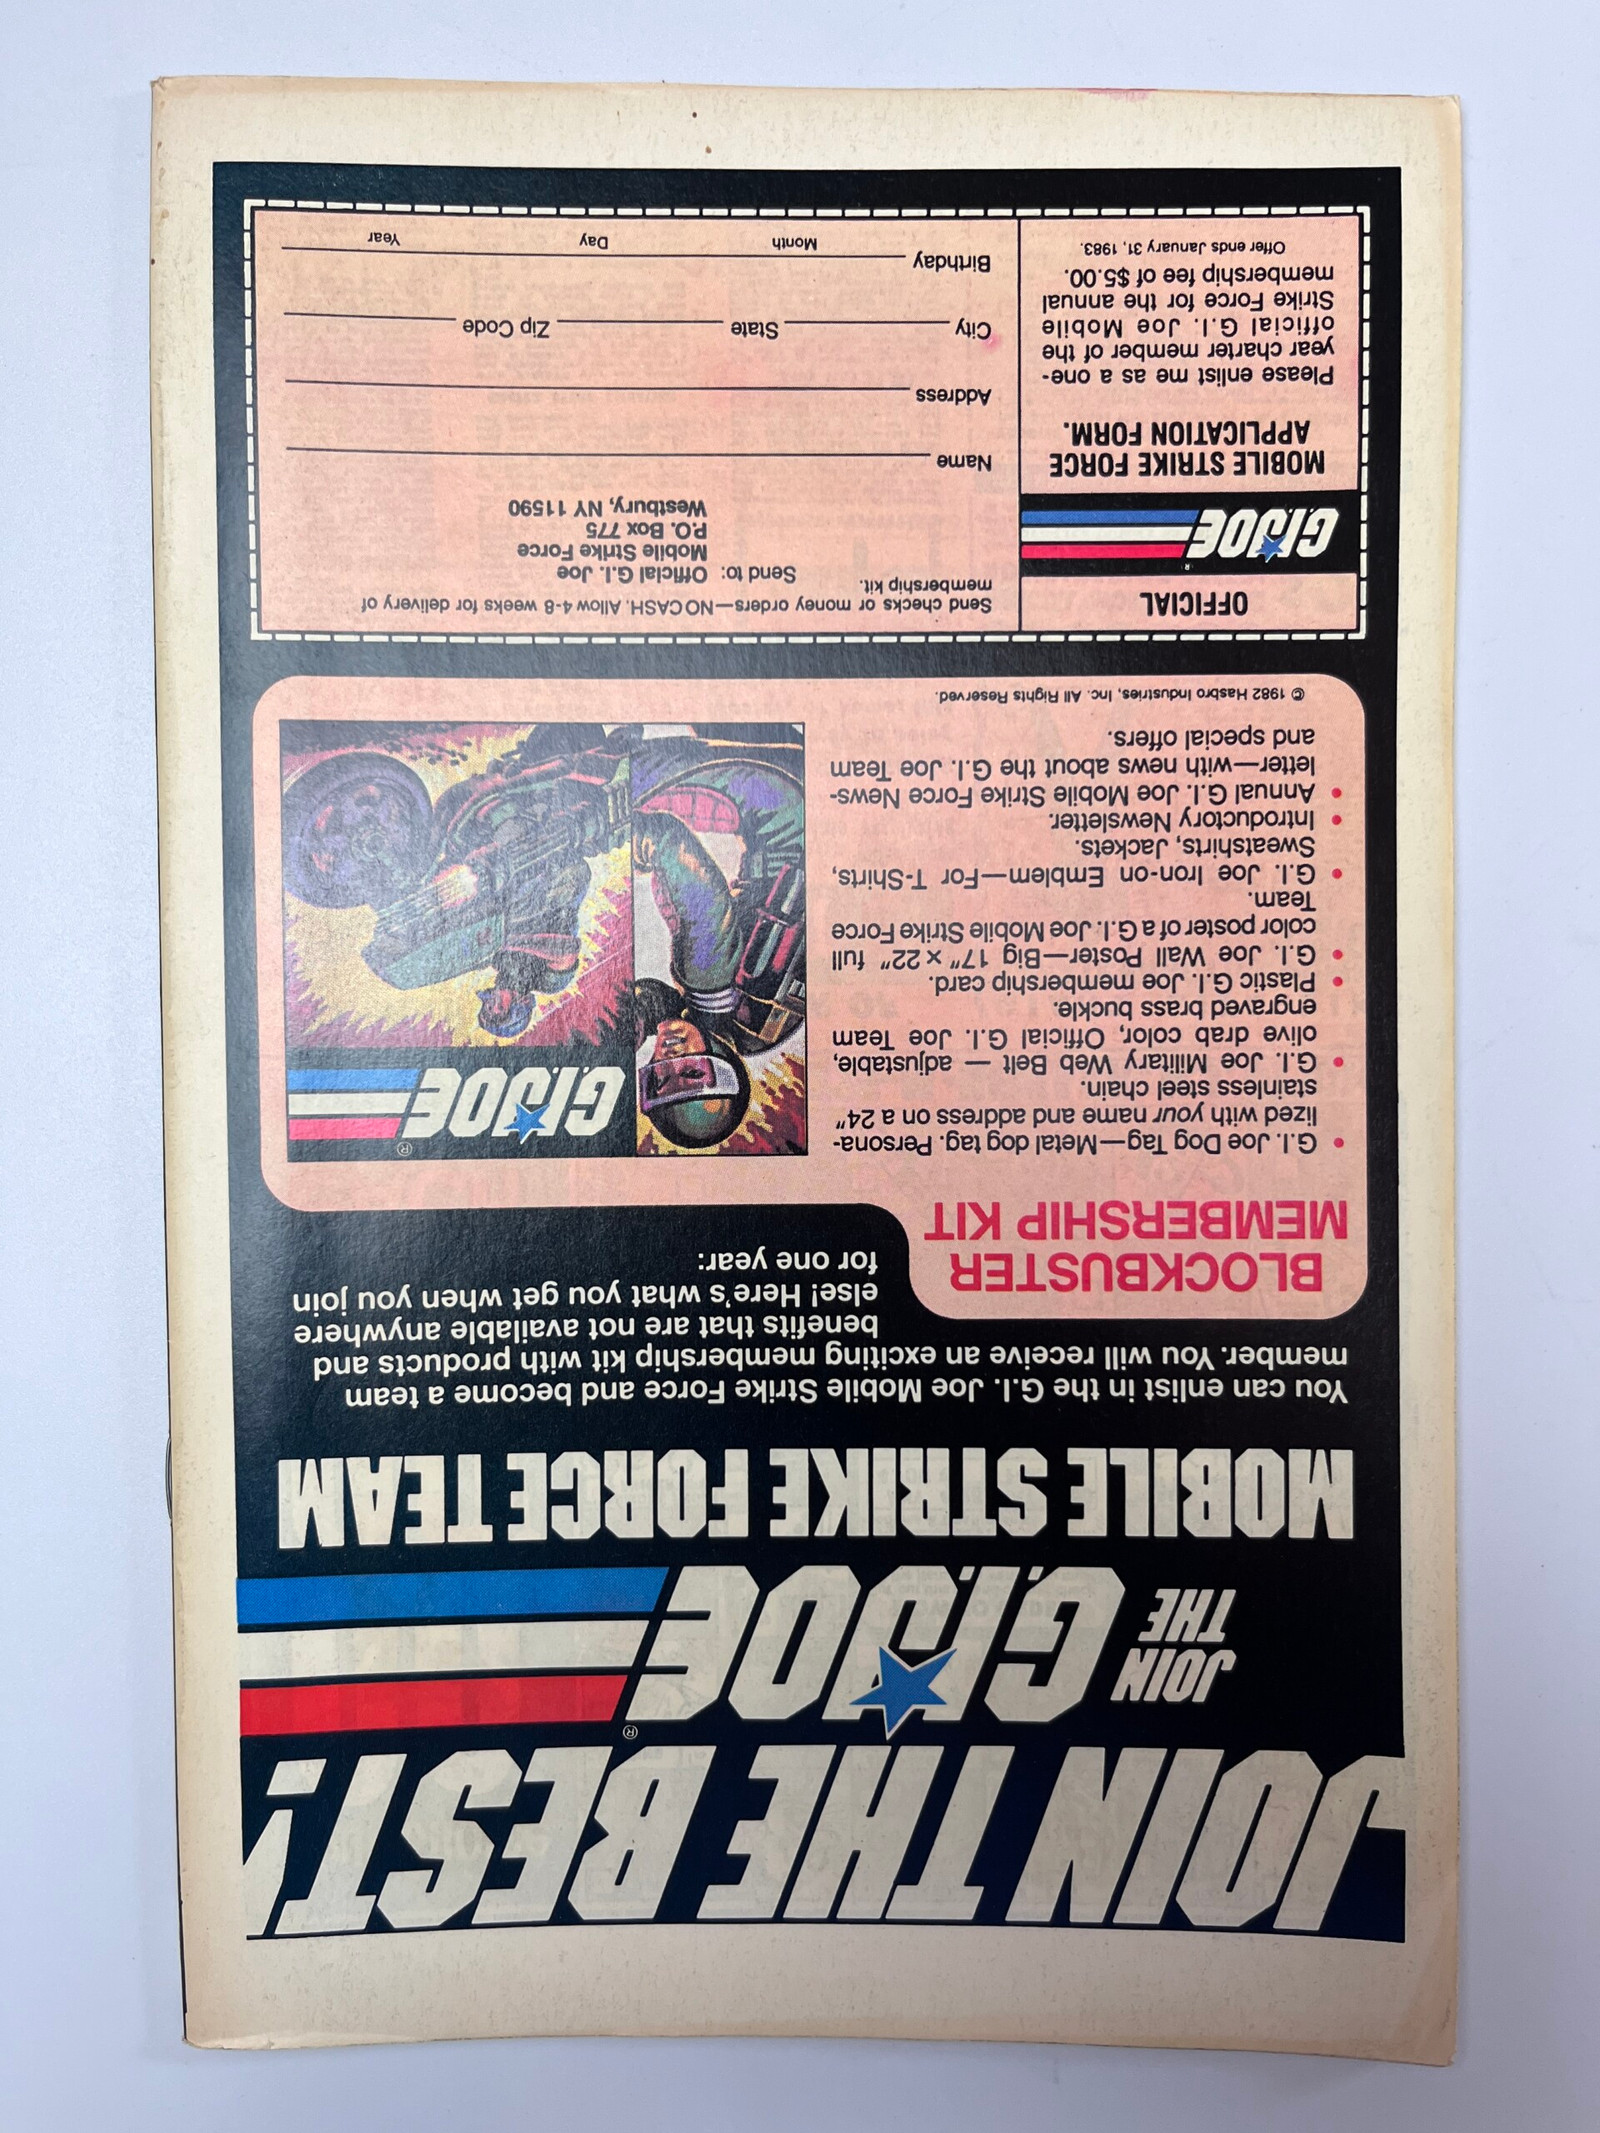 JOIN THE BEST!
JOIN
THE
G.I. JOE ®
MOBILE STRIKE FORCE TEAM
You can enlist in the G.I. Joe Mobile Strike Force and become a team
member. You will receive an exciting membership kit with products and
benefits that are not available anywhere
else! Here's what you get when you join
for one year:
BLOCKBUSTER
MEMBERSHIP KIT
• G.I. Joe Dog Tag—Metal dog tag. Persona-
lized with your name and address on a 24"
stainless steel chain.
• G.I. Joe Military Web Belt — adjustable,
olive drab color, Official G.I. Joe Team
engraved brass buckle.
• Plastic G.I. Joe membership card.
• G.I. Joe Wall Poster—Big 17" x 22" full
color poster of a G.I. Joe Mobile Strike Force
Team.
• G.I. Joe Iron-on Emblem—For T-Shirts,
Sweatshirts, Jackets.
• Introductory Newsletter.
• Annual G.I. Joe Mobile Strike Force News-
letter—with news about the G.I. Joe Team
and special offers.
© 1982 Hasbro Industries, Inc. All Rights Reserved.
G.I. JOE ®
OFFICIAL
G.I. JOE ®
MOBILE STRIKE FORCE
APPLICATION FORM.
Please enlist me as a one-
year charter member of the
official G.I. Joe Mobile
Strike Force for the annual
membership fee of $5.00.
Offer ends January 31, 1983.
Send checks or money orders—NO CASH. Allow 4-8 weeks for delivery of
membership kit.
Send to: Official G.I. Joe
Mobile Strike Force
P.O. Box 775
Westbury, NY 11590
Name
Address
City State Zip Code
Birthday
Month Day Year